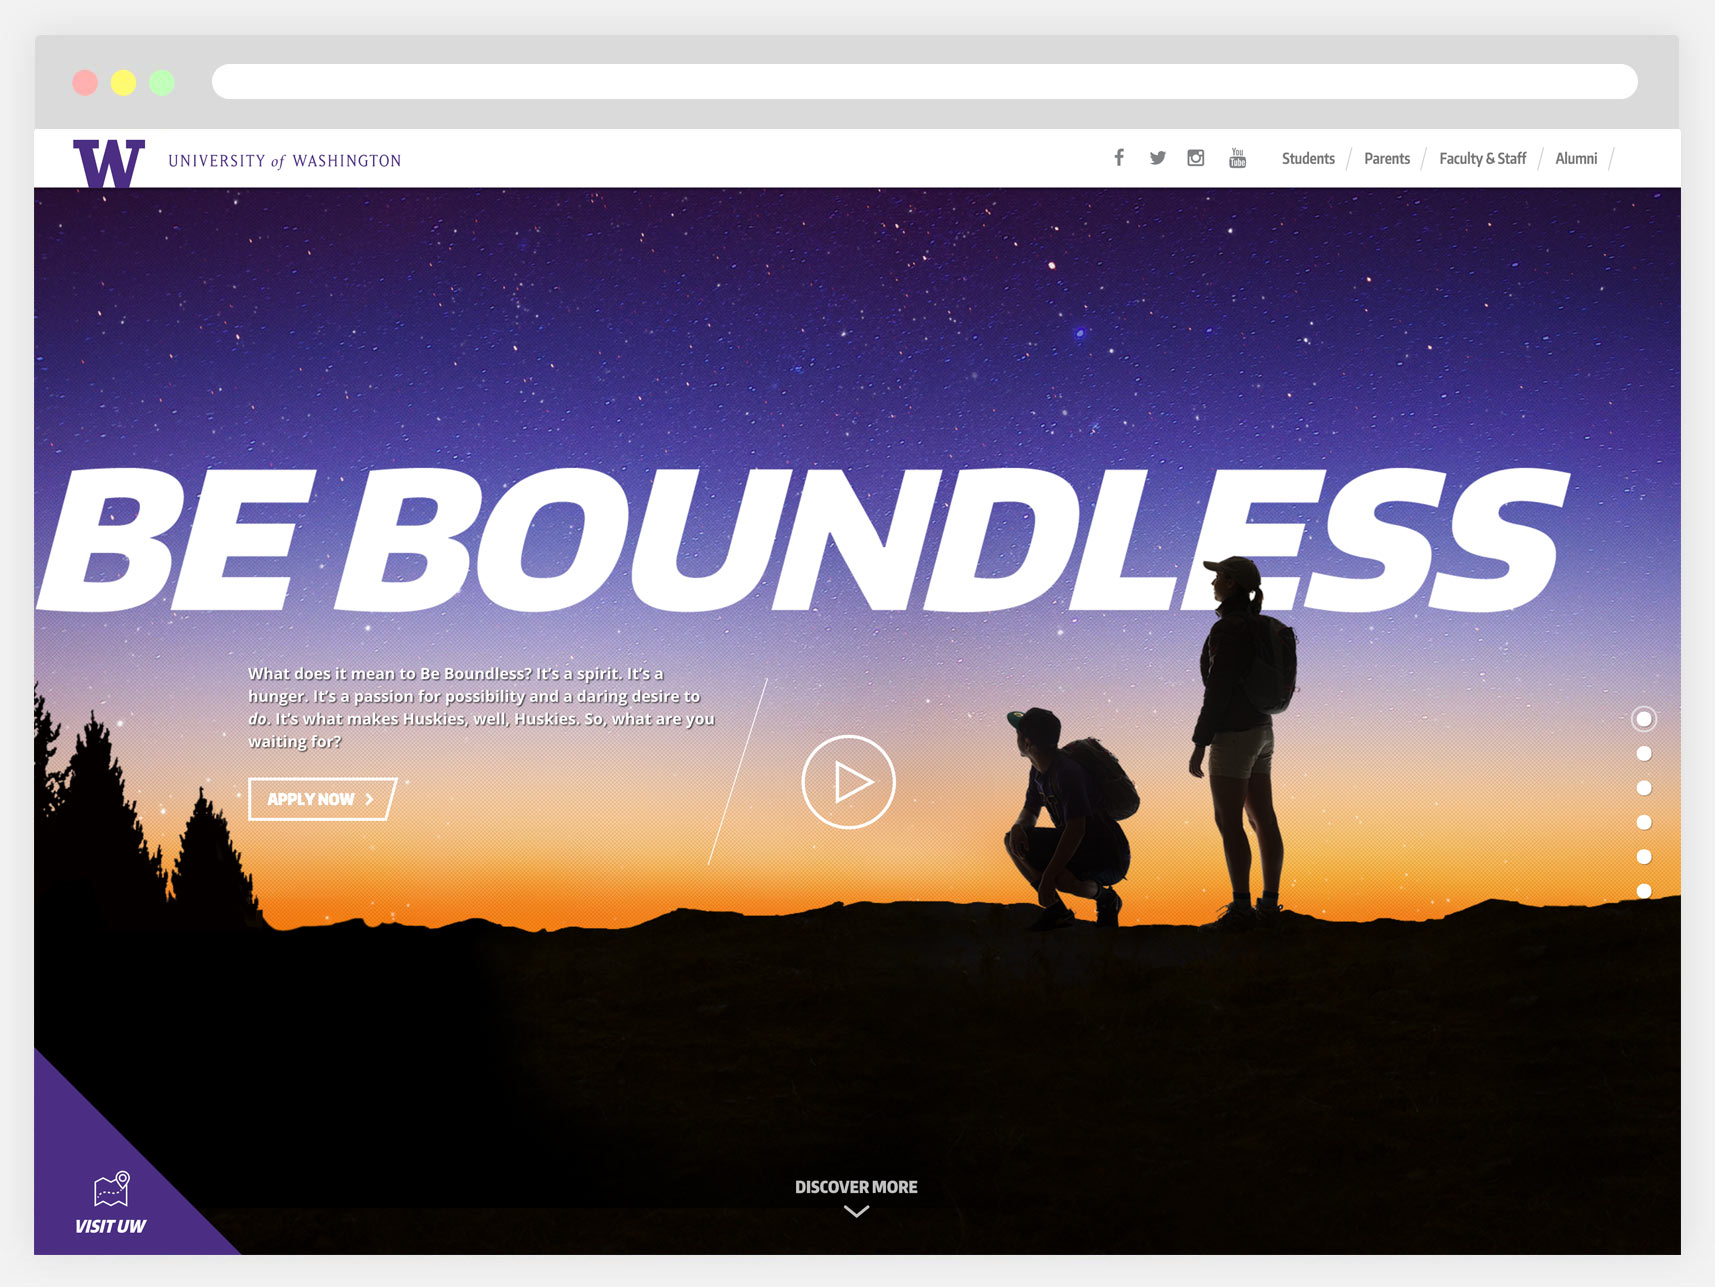 W UNIVERSITY of WASHINGTON
You Tube Students Parents Faculty & Staff Alumni
BE BOUNDLESS
What does it mean to Be Boundless? It's a spirit. It's a
hunger. It's a passion for possibility and a daring desire to
do. It's what makes Huskies, well, Huskies. So, what are you
waiting for?
APPLY NOW
DISCOVER MORE
VISIT UW